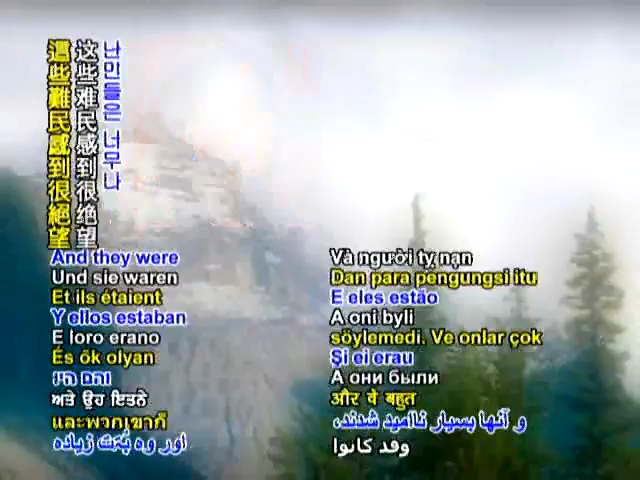 這些難民感到很絕望
这些难民感到很绝望
난민들은 너무나
And they were
Und sie waren
Et ils étaient
Y ellos estaban
E loro erano
És õk olyan
והם היו
ਅਤੇ ਉਹ ਇਤਨੇ
และพวกเขาก็
اور وہ بہت زیادہ
Và người tỵ nạn
Dan para pengungsi itu
E eles estão
A oni byli
söylemedi. Ve onlar çok
Şi ei erau
А они были
और वे बहुत
و آنها بسیار ناامید شدند،
وقد كانوا